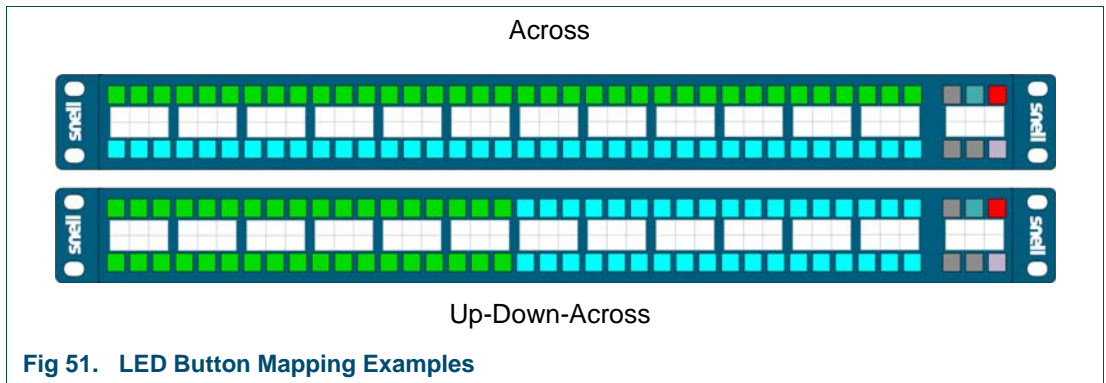 Across
snell
snell
snell
snell
Up-Down-Across
Fig 51. LED Button Mapping Examples